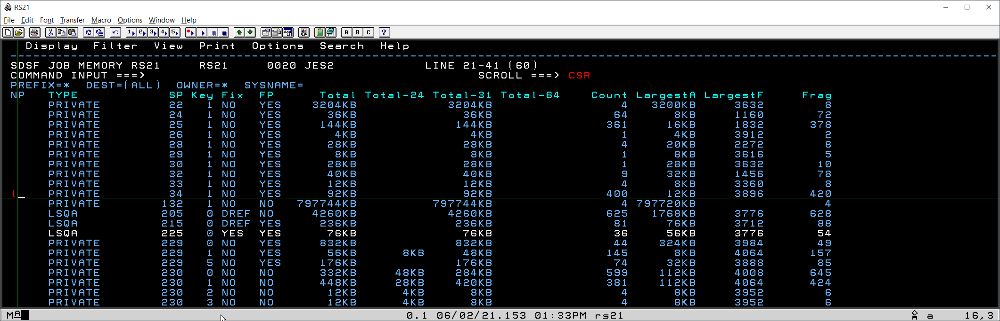 RS21
File Edit Font Transfer Macro Options Window Help
1 2 3 4 5 A B C ?
Display Filter View Print Options Search Help
SDSF JOB MEMORY RS21 RS21 0020 JES2 LINE 21-41 (60)
COMMAND INPUT ===> SCROLL ===> CSR
PREFIX=* DEST=(ALL) OWNER=* SYSNAME=
NP TYPE SP Key Fix FP Total Total-24 Total-31 Total-64 Count LargestA LargestF Frag
PRIVATE 22 1 NO YES 3204KB 3204KB 4 3200KB 3632 8
PRIVATE 24 1 NO YES 36KB 36KB 64 8KB 1160 72
PRIVATE 25 1 NO YES 144KB 144KB 361 16KB 1832 378
PRIVATE 26 1 NO YES 4KB 4KB 1 4KB 3912 2
PRIVATE 28 1 NO YES 28KB 28KB 4 20KB 2272 8
PRIVATE 29 1 NO YES 8KB 8KB 1 8KB 3616 5
PRIVATE 30 1 NO YES 28KB 28KB 1 28KB 3632 10
PRIVATE 32 1 NO YES 40KB 40KB 9 32KB 1456 78
PRIVATE 33 1 NO YES 12KB 12KB 4 8KB 3360 8
l_ PRIVATE 34 1 NO YES 92KB 92KB 400 12KB 3896 420
PRIVATE 132 1 NO NO 797744KB 797744KB 4 797720KB 4
LSQA 205 0 DREF NO 4260KB 4260KB 625 1768KB 3776 628
LSQA 215 0 DREF YES 236KB 236KB 81 76KB 3712 88
LSQA 225 0 YES YES 76KB 76KB 36 56KB 3776 54
PRIVATE 229 0 NO YES 832KB 832KB 44 324KB 3984 49
PRIVATE 229 1 NO YES 56KB 8KB 48KB 145 8KB 4064 157
PRIVATE 229 5 NO YES 176KB 176KB 74 32KB 3888 85
PRIVATE 230 0 NO NO 332KB 48KB 284KB 599 112KB 4008 645
PRIVATE 230 1 NO NO 448KB 28KB 420KB 381 112KB 4064 424
PRIVATE 230 2 NO NO 12KB 4KB 8KB 4 8KB 3952 6
PRIVATE 230 3 NO NO 12KB 4KB 8KB 4 8KB 3952 6
MA 0.1 06/02/21.153 01:33PM rs21 a 16,3